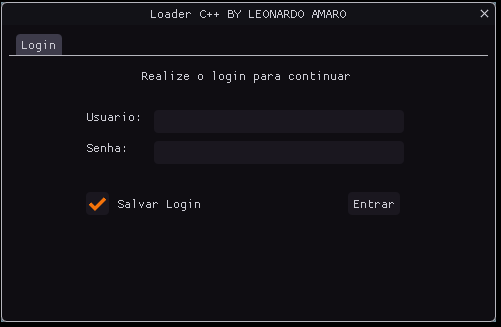 Loader C++ BY LEONARDO AMARO
Login
Realize o login para continuar
Usuario:
Senha:
Salvar Login
Entrar